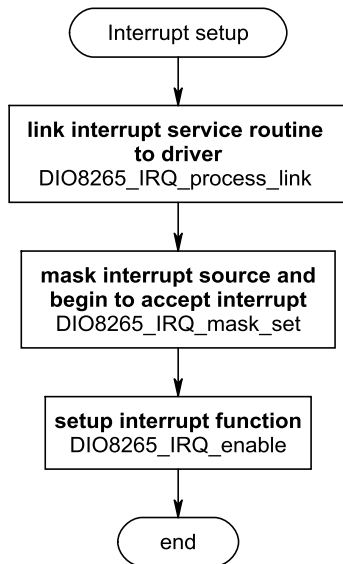 Interrupt setup
link interrupt service routine
to driver
DIO8265_IRQ_process_link
mask interrupt source and
begin to accept interrupt
DIO8265_IRQ_mask_set
setup interrupt function
DIO8265_IRQ_enable
end